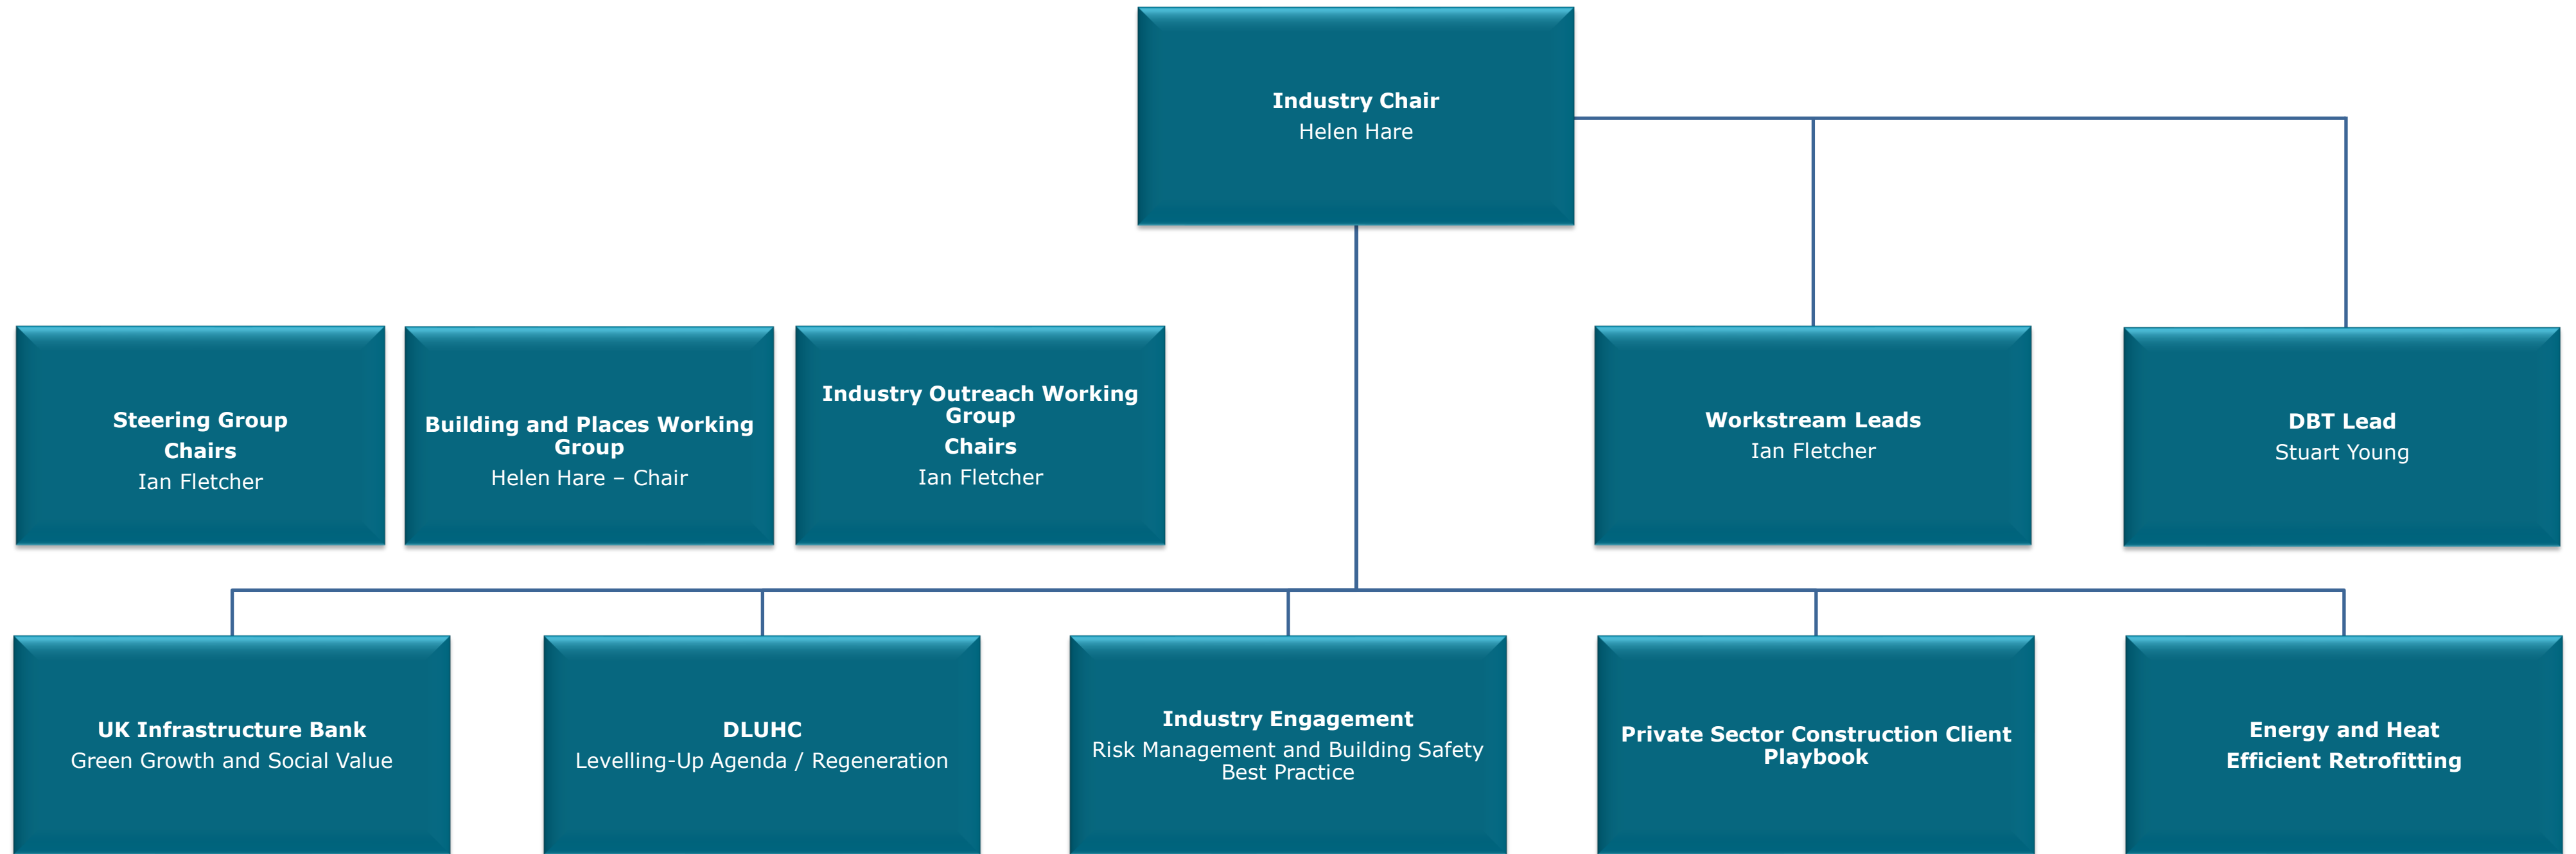 Industry Chair
Helen Hare
Steering Group
Chairs
Ian Fletcher
Building and Places Working
Group
Helen Hare – Chair
Industry Outreach Working
Group
Chairs
Ian Fletcher
Workstream Leads
Ian Fletcher
DBT Lead
Stuart Young
UK Infrastructure Bank
Green Growth and Social Value
DLUHC
Levelling-Up Agenda / Regeneration
Industry Engagement
Risk Management and Building Safety
Best Practice
Private Sector Construction Client
Playbook
Energy and Heat
Efficient Retrofitting